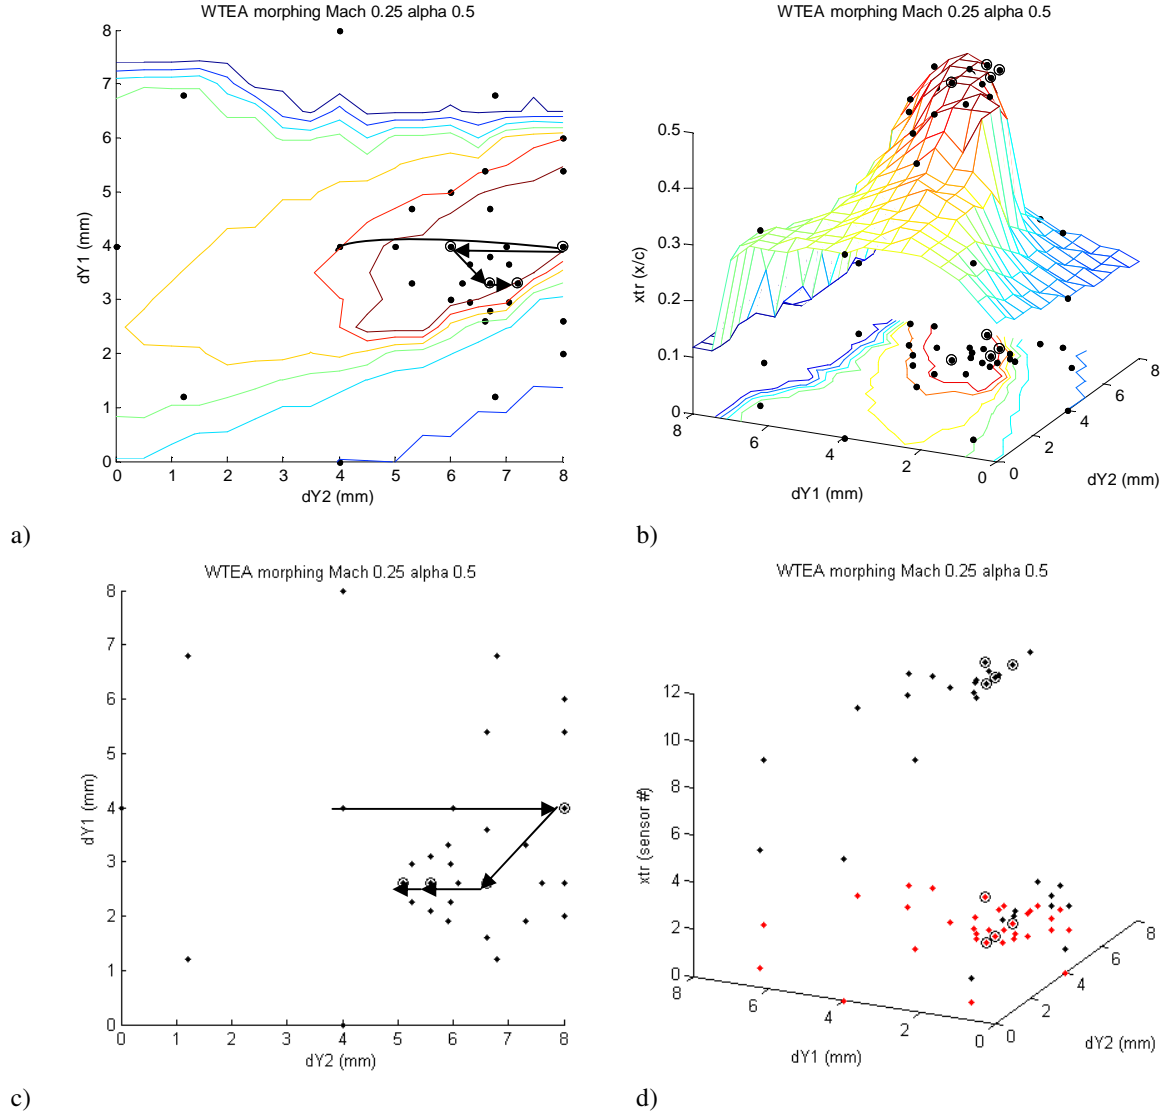 WTEA morphing Mach 0.25 alpha 0.5
8
7
6
5
4
3
2
1
0
dY1 (mm)
0 1 2 3 4 5 6 7 8
dY2 (mm)
a)
WTEA morphing Mach 0.25 alpha 0.5
0.5
0.4
0.3
0.2
0.1
0
xtr (x/c)
8 6 4 2 0
dY1 (mm)
0 2 4 6 8
dY2 (mm)
b)
WTEA morphing Mach 0.25 alpha 0.5
8
7
6
5
4
3
2
1
0
dY1 (mm)
0 1 2 3 4 5 6 7 8
dY2 (mm)
c)
WTEA morphing Mach 0.25 alpha 0.5
12
10
8
6
4
2
0
xtr (sensor #)
8 6 4 2 0
dY1 (mm)
0 2 4 6 8
dY2 (mm)
d)